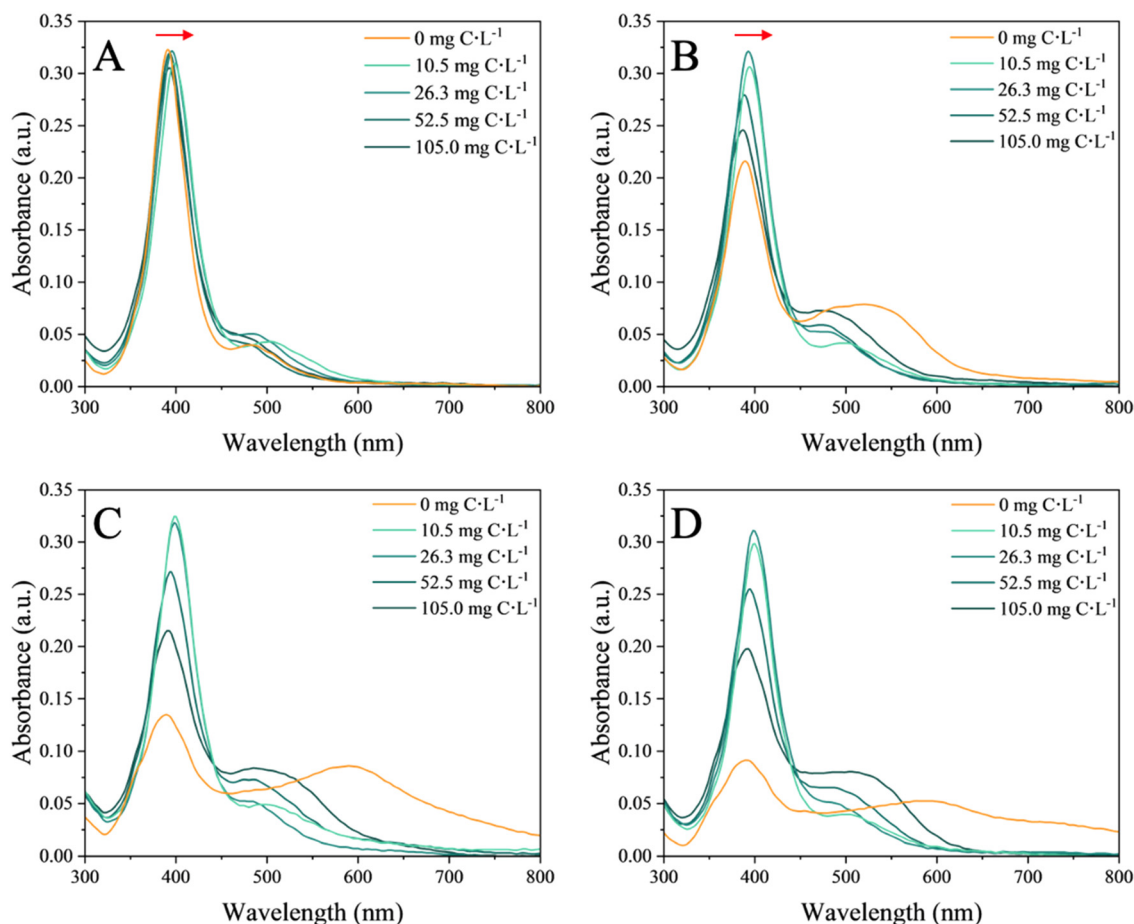 A
0 mg C·L-1
10.5 mg C·L-1
26.3 mg C·L-1
52.5 mg C·L-1
105.0 mg C·L-1
0.35
0.30
0.25
0.20
0.15
0.10
0.05
0.00
Absorbance (a.u.)
300 400 500 600 700 800
Wavelength (nm)
B
0 mg C·L-1
10.5 mg C·L-1
26.3 mg C·L-1
52.5 mg C·L-1
105.0 mg C·L-1
0.35
0.30
0.25
0.20
0.15
0.10
0.05
0.00
Absorbance (a.u.)
300 400 500 600 700 800
Wavelength (nm)
C
0 mg C·L-1
10.5 mg C·L-1
26.3 mg C·L-1
52.5 mg C·L-1
105.0 mg C·L-1
0.35
0.30
0.25
0.20
0.15
0.10
0.05
0.00
Absorbance (a.u.)
300 400 500 600 700 800
Wavelength (nm)
D
0 mg C·L-1
10.5 mg C·L-1
26.3 mg C·L-1
52.5 mg C·L-1
105.0 mg C·L-1
0.35
0.30
0.25
0.20
0.15
0.10
0.05
0.00
Absorbance (a.u.)
300 400 500 600 700 800
Wavelength (nm)